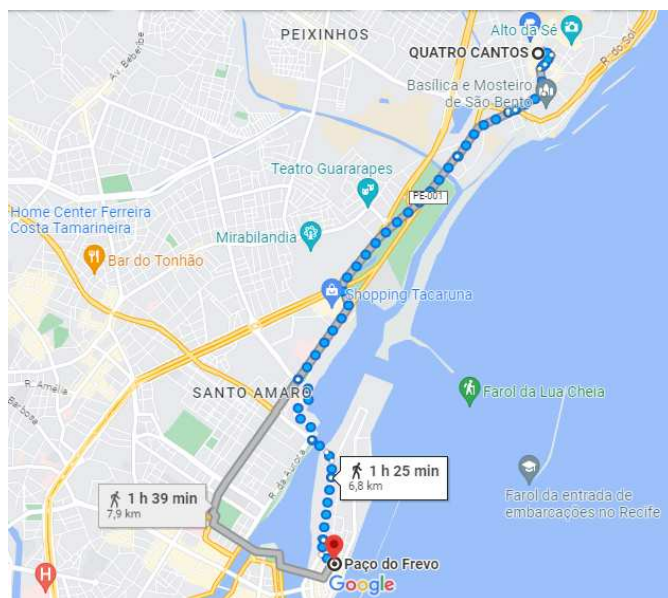 PEIXINHOS
Alto da Sé
QUATRO CANTOS
R. do Sol
Av. Beberibe
Basílica e Mosteiro
de São Bento
Teatro Guararapes
PE-001
Home Center Ferreira
Costa Tamarineira
Mirabilandia
Bar do Tonhão
Shopping Tacaruna
R. Amélia
SANTO AMARO
Farol da Lua Cheia
Barbosa
R. da Aurora
1 h 25 min
6,8 km
1 h 39 min
7,9 km
Farol da entrada de
embarcações no Recife
Paço do Frevo
Google
H